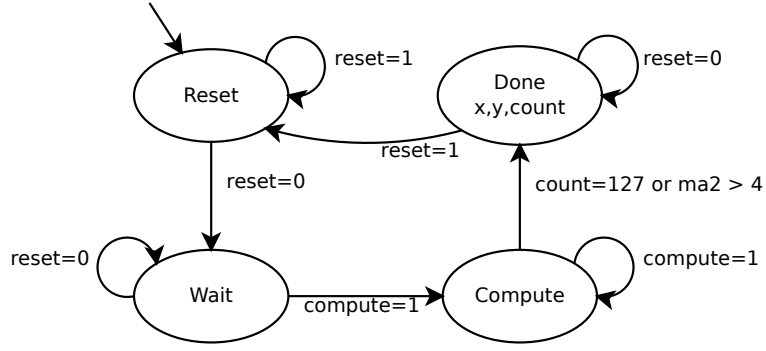 reset=1
Reset
Done
x,y,count
reset=0
reset=1
reset=0
count=127 or ma2 > 4
reset=0
Wait
compute=1
Compute
compute=1